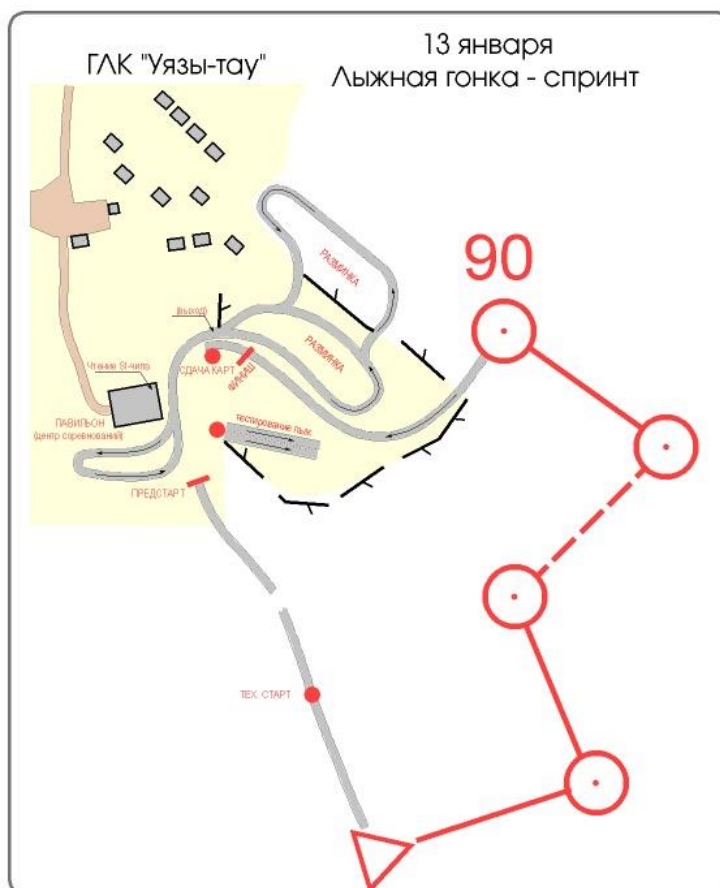 13 января
ГЛК "Уязы-тау"
Лыжная гонка - спринт
90
РАЗМИНКА
(ВЫХОД)
СДАЧА КАРТ
ФИНИШ
РАЗМИНКА
Чтение SI-чипа
ПАВИЛЬОН
(центр соревнований)
тестирование лыж
ПРЕДСТАРТ
ТЕХ. СТАРТ